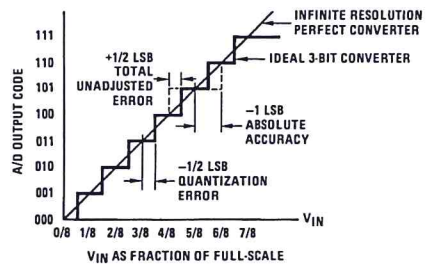 INFINITE RESOLUTION
PERFECT CONVERTER
IDEAL 3-BIT CONVERTER
+1/2 LSB
TOTAL
UNADJUSTED
ERROR
-1 LSB
ABSOLUTE
ACCURACY
-1/2 LSB
QUANTIZATION
ERROR
A/D OUTPUT CODE
111
110
101
100
011
010
001
000
0/8 1/8 2/8 3/8 4/8 5/8 6/8 7/8
VIN
VIN AS FRACTION OF FULL-SCALE